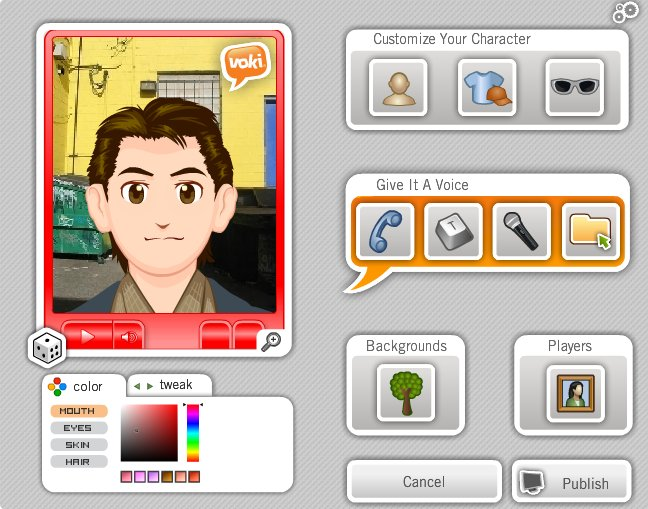 voki
Customize Your Character
Give It A Voice
T
Backgrounds
Players
color
tweak
MOUTH
EYES
SKIN
HAIR
Cancel
Publish